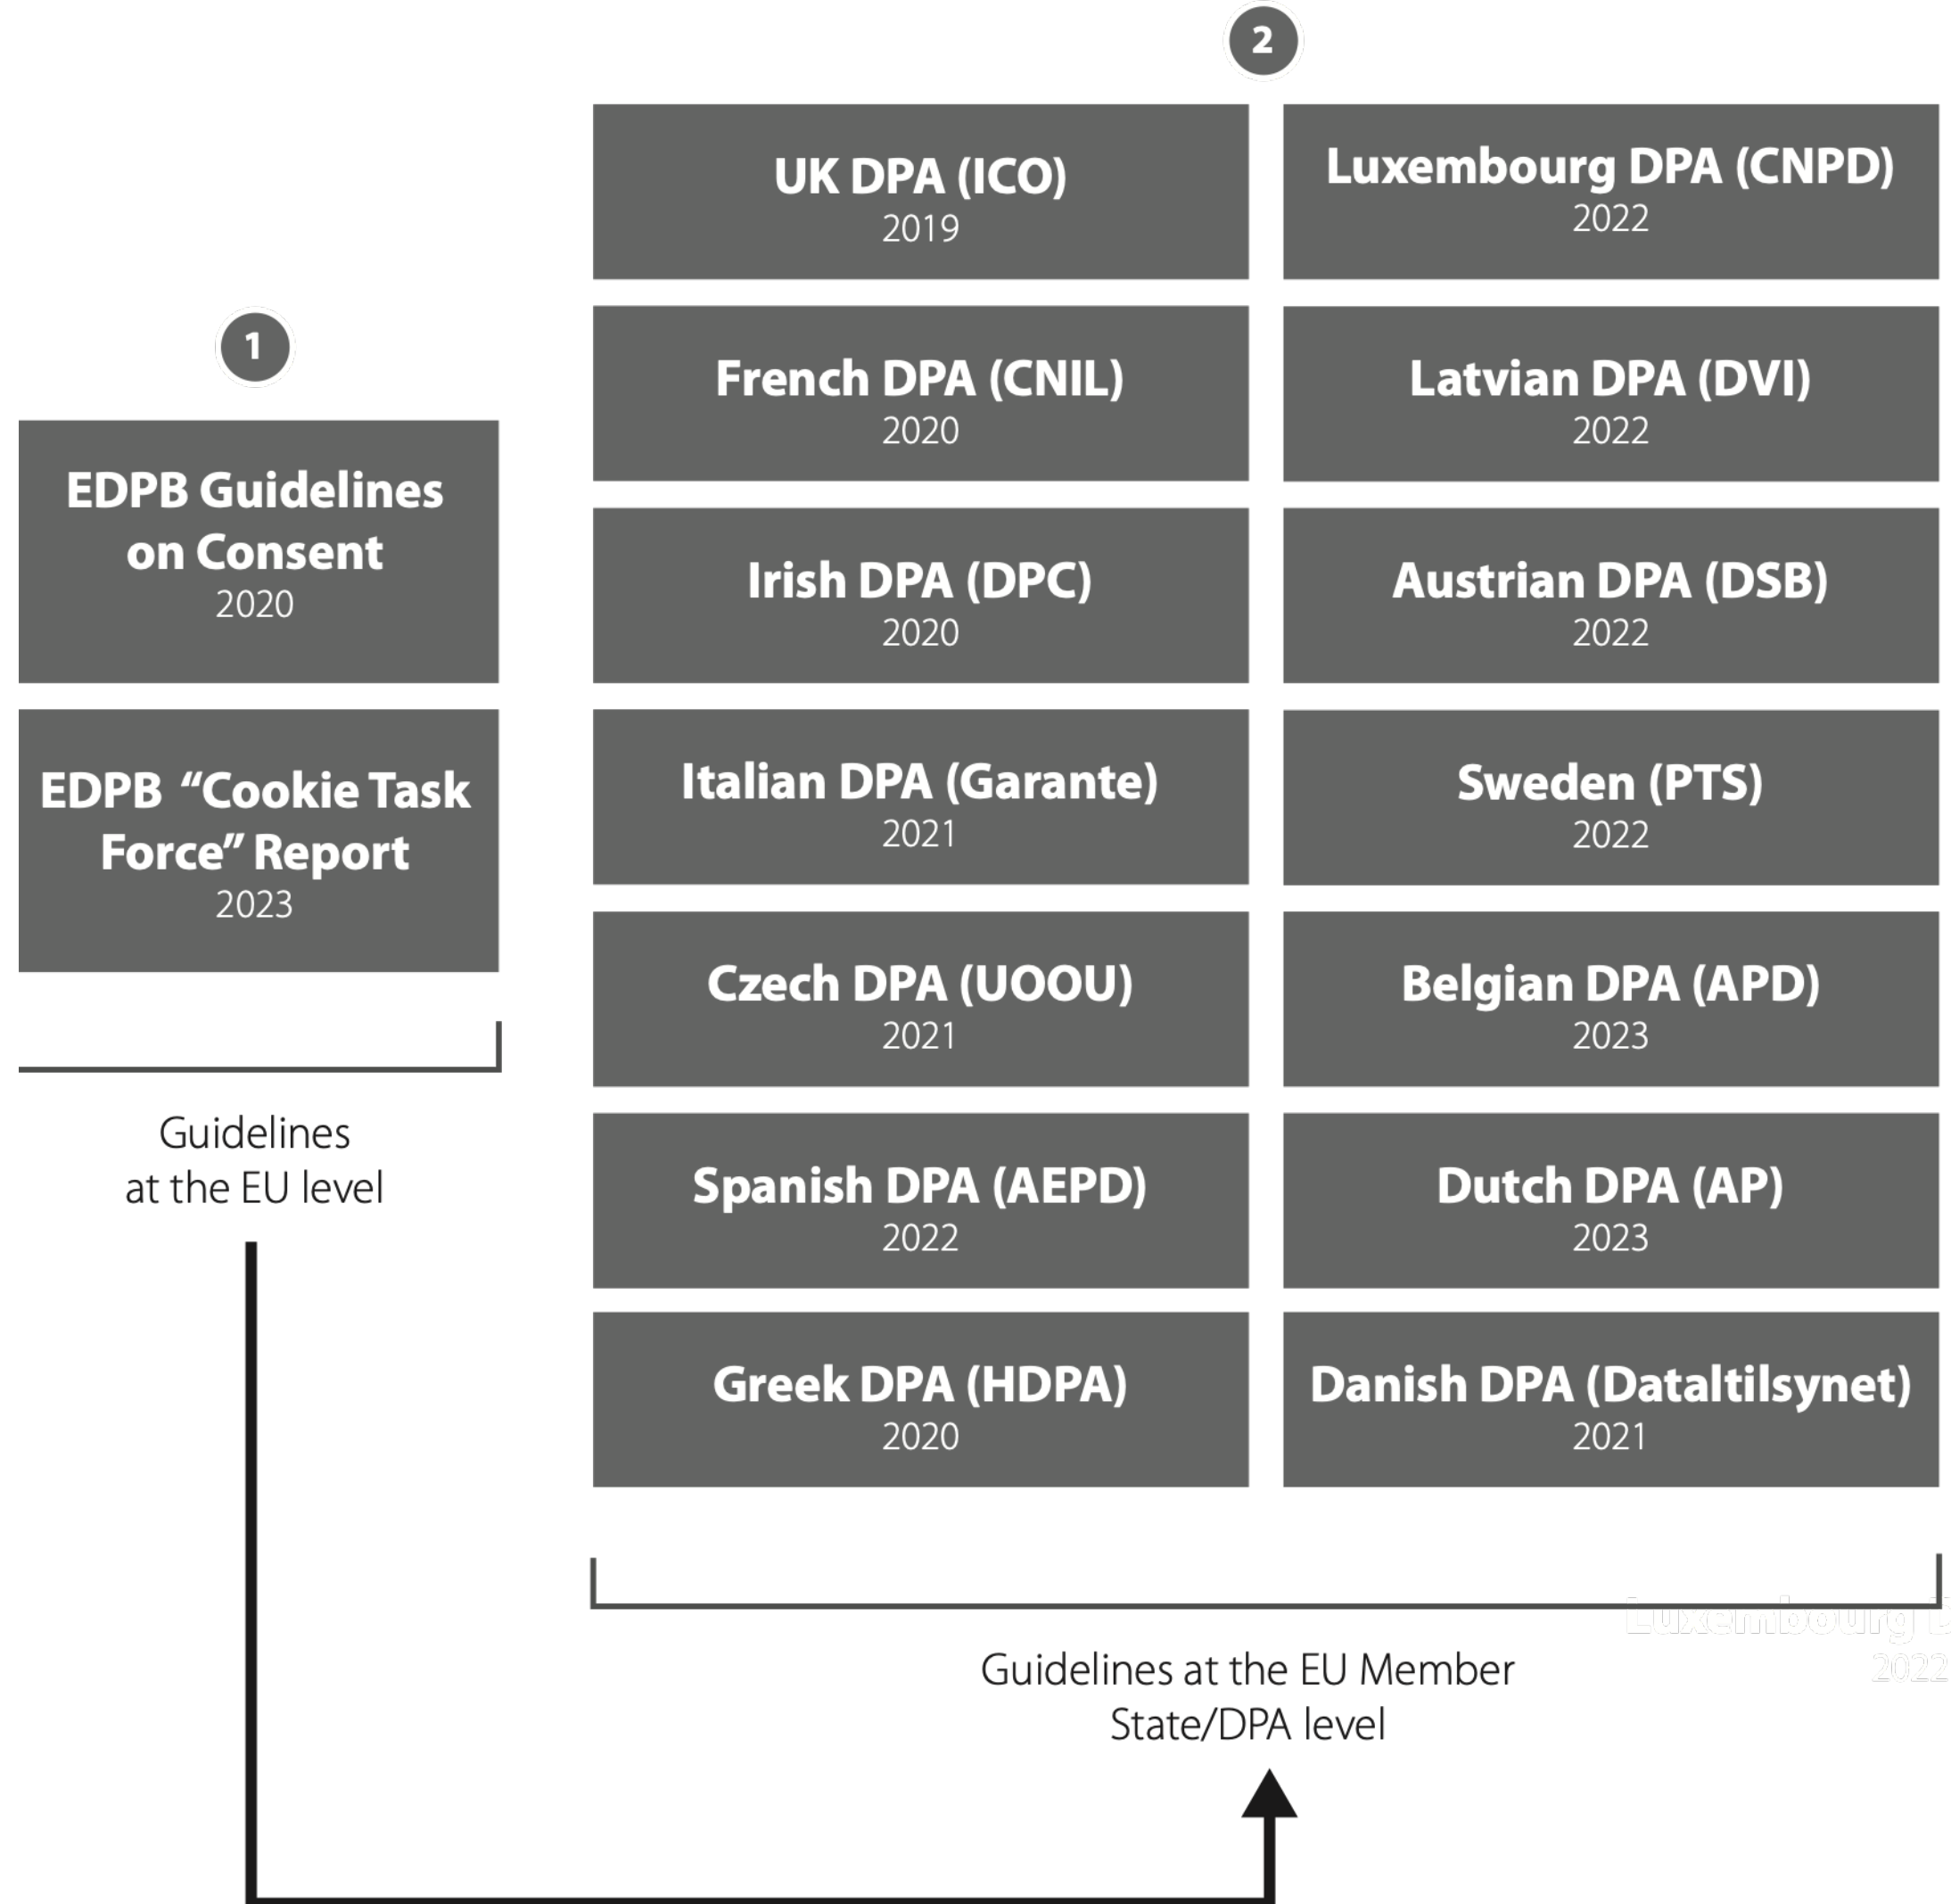 2
UK DPA (ICO)
2019
Luxembourg DPA (CNPD)
2022
1
French DPA (CNIL)
2020
Latvian DPA (DVI)
2022
EDPB Guidelines
on Consent
2020
Irish DPA (DPC)
2020
Austrian DPA (DSB)
2022
EDPB “Cookie Task
Force” Report
2023
Italian DPA (Garante)
2021
Sweden (PTS)
2022
Czech DPA (UOOU)
2021
Belgian DPA (APD)
2023
Guidelines
at the EU level
Spanish DPA (AEPD)
2022
Dutch DPA (AP)
2023
Greek DPA (HDPA)
2020
Danish DPA (Dataltilsynet)
2021
Luxembourg
2022
Guidelines at the EU Member
State/DPA level